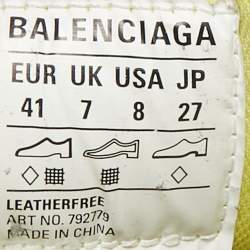 BALENCIAGA
EUR UK USA JP
41 7 8 27
LEATHERFREE
ART NO. 792779
MADE IN CHINA